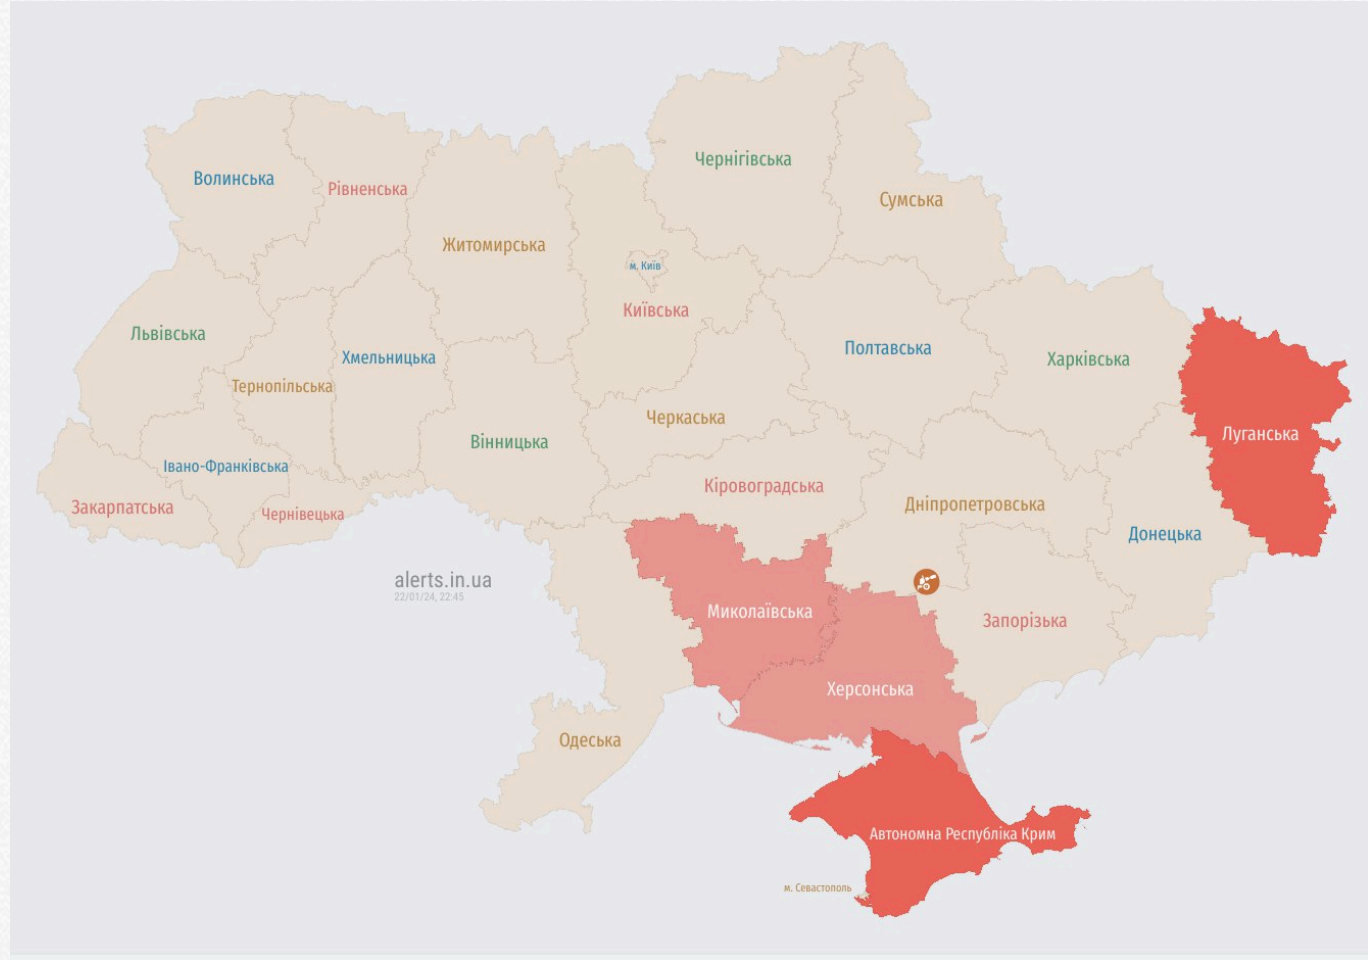 Чернігівська
Волинська
Рівненська
Сумська
Житомирська
м. Київ
Київська
Львівська
Полтавська
Хмельницька
Харківська
Тернопільська
Черкаська
Луганська
Вінницька
Івано-Франківська
Кіровоградська
Дніпропетровська
Закарпатська
Чернівецька
Донецька
alerts.in.ua
22/01/24, 22:45
Миколаївська
Запорізька
Херсонська
Одеська
Автономна Республіка Крим
м. Севастополь